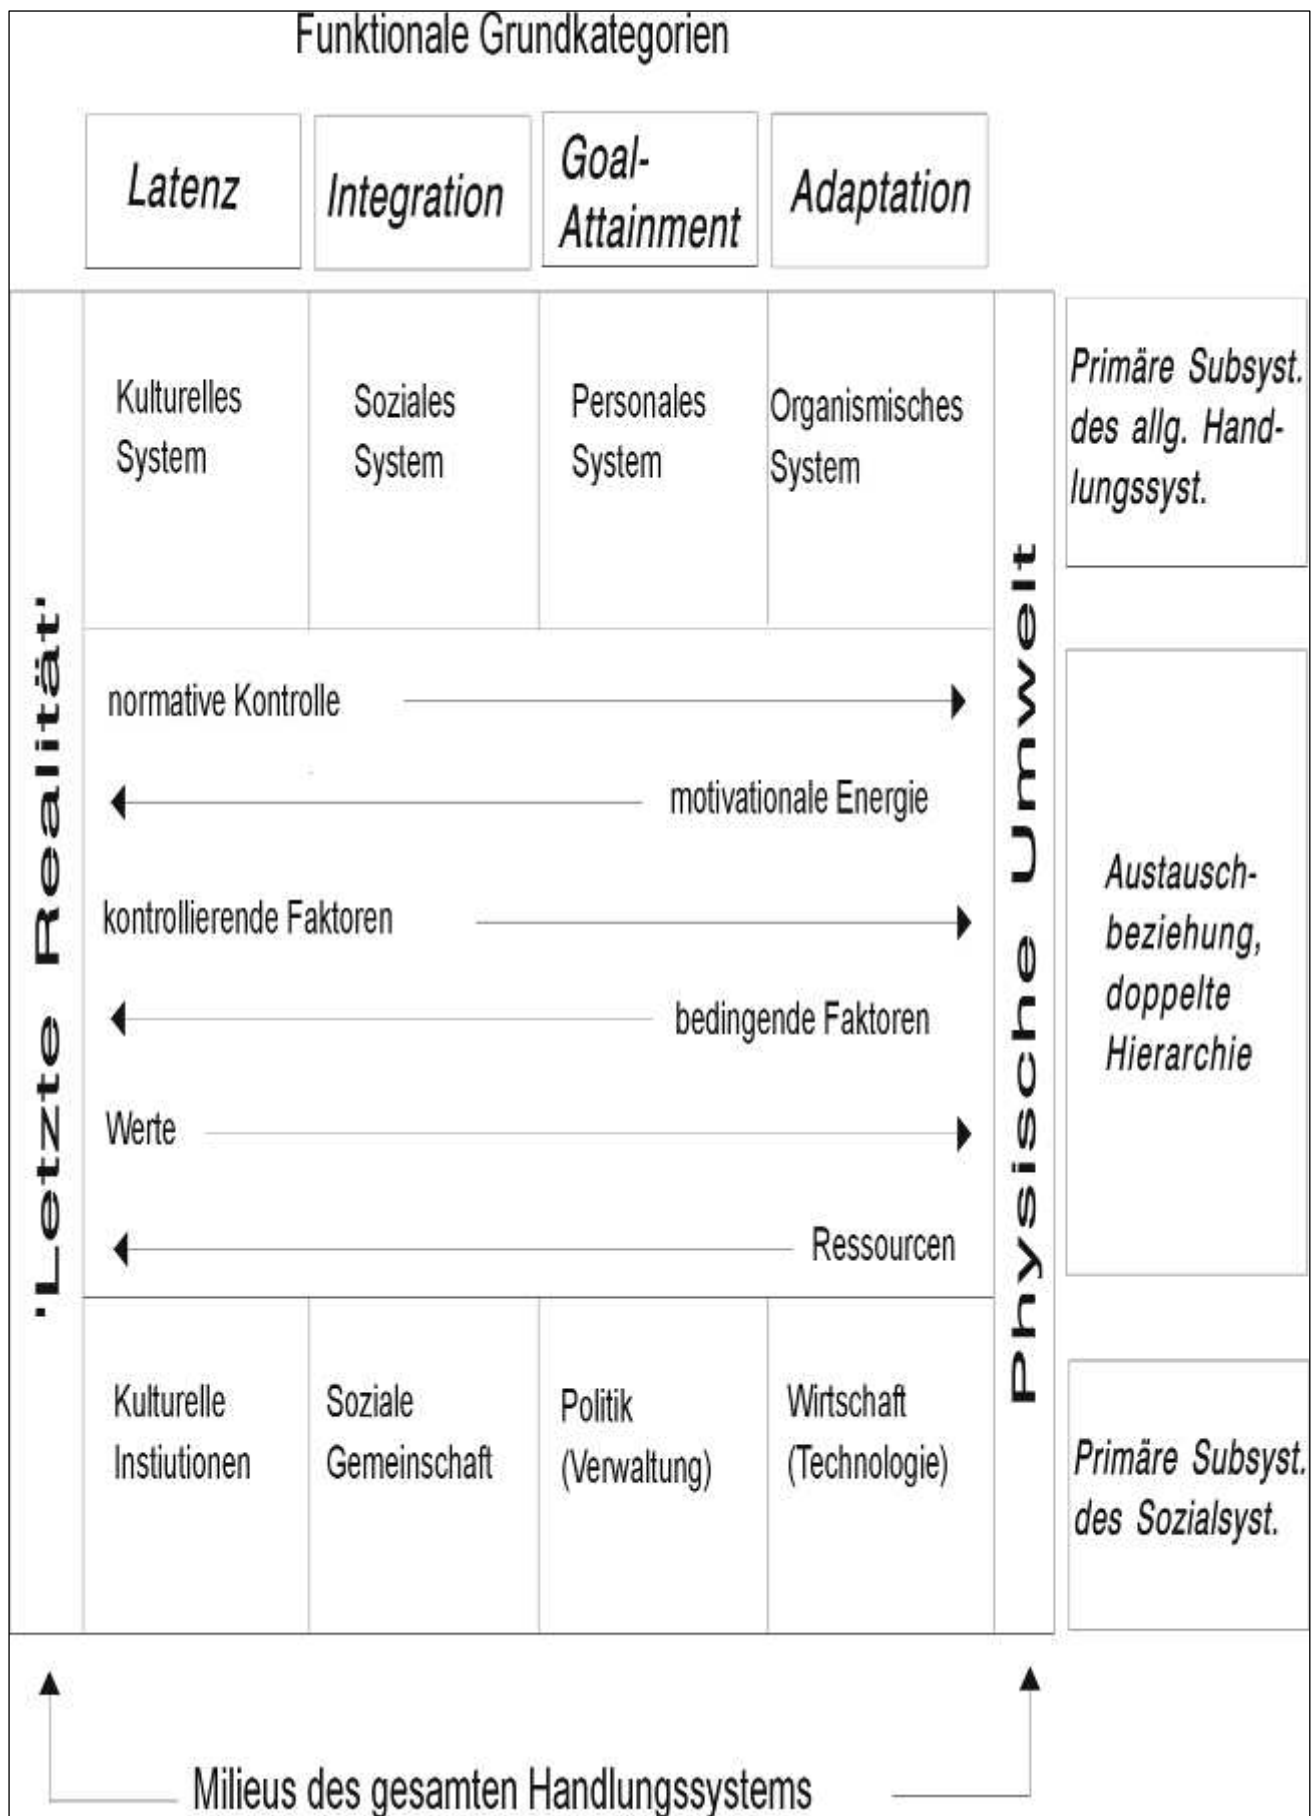 Funktionale Grundkategorien
Latenz
Integration
Goal-
Attainment
Adaptation
'Letzte Realität'
Kulturelles
System
Soziales
System
Personales
System
Organismisches
System
Physische Umwelt
Primäre Subsyst.
des allg. Hand-
lungssyst.
normative Kontrolle
motivationale Energie
kontrollierende Faktoren
bedingende Faktoren
Werte
Ressourcen
Austausch-
beziehung,
doppelte
Hierarchie
Kulturelle
Instiutionen
Soziale
Gemeinschaft
Politik
(Verwaltung)
Wirtschaft
(Technologie)
Primäre Subsyst.
des Sozialsyst.
Milieus des gesamten Handlungssystems